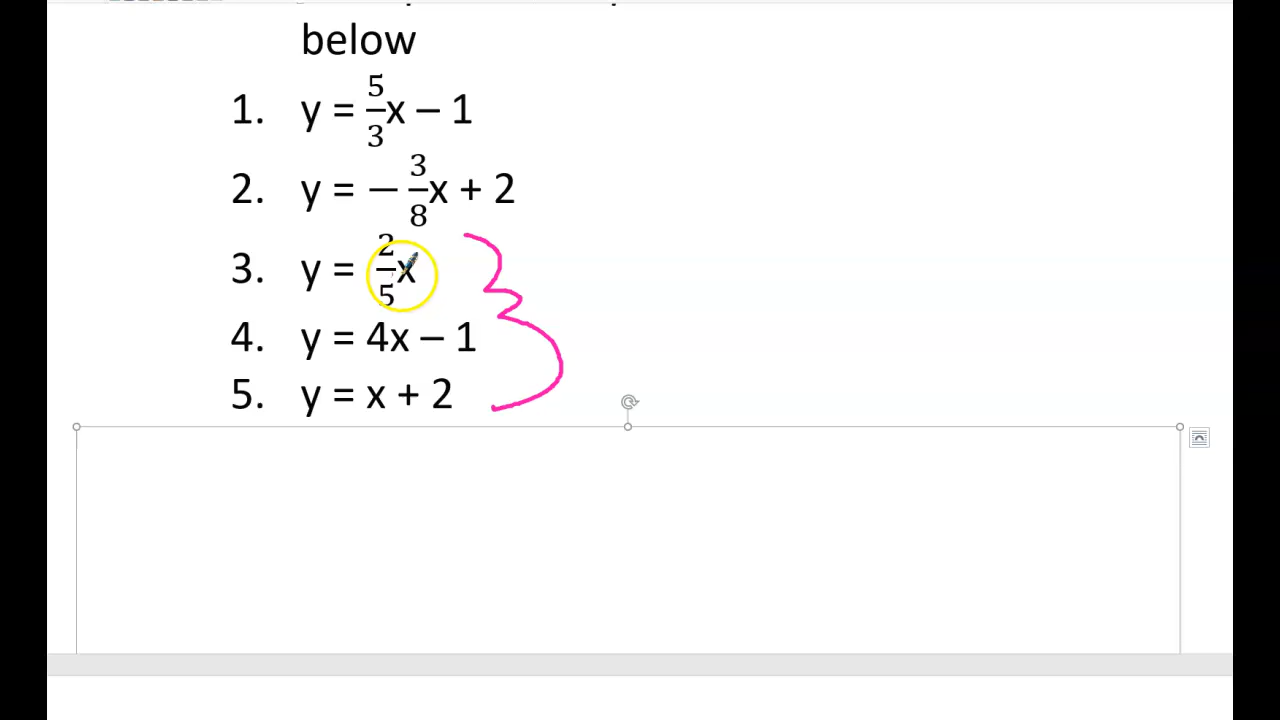 below
1. y = 5/3x – 1
2. y = – 3/8x + 2
3. y = 2/5x
4. y = 4x – 1
5. y = x + 2